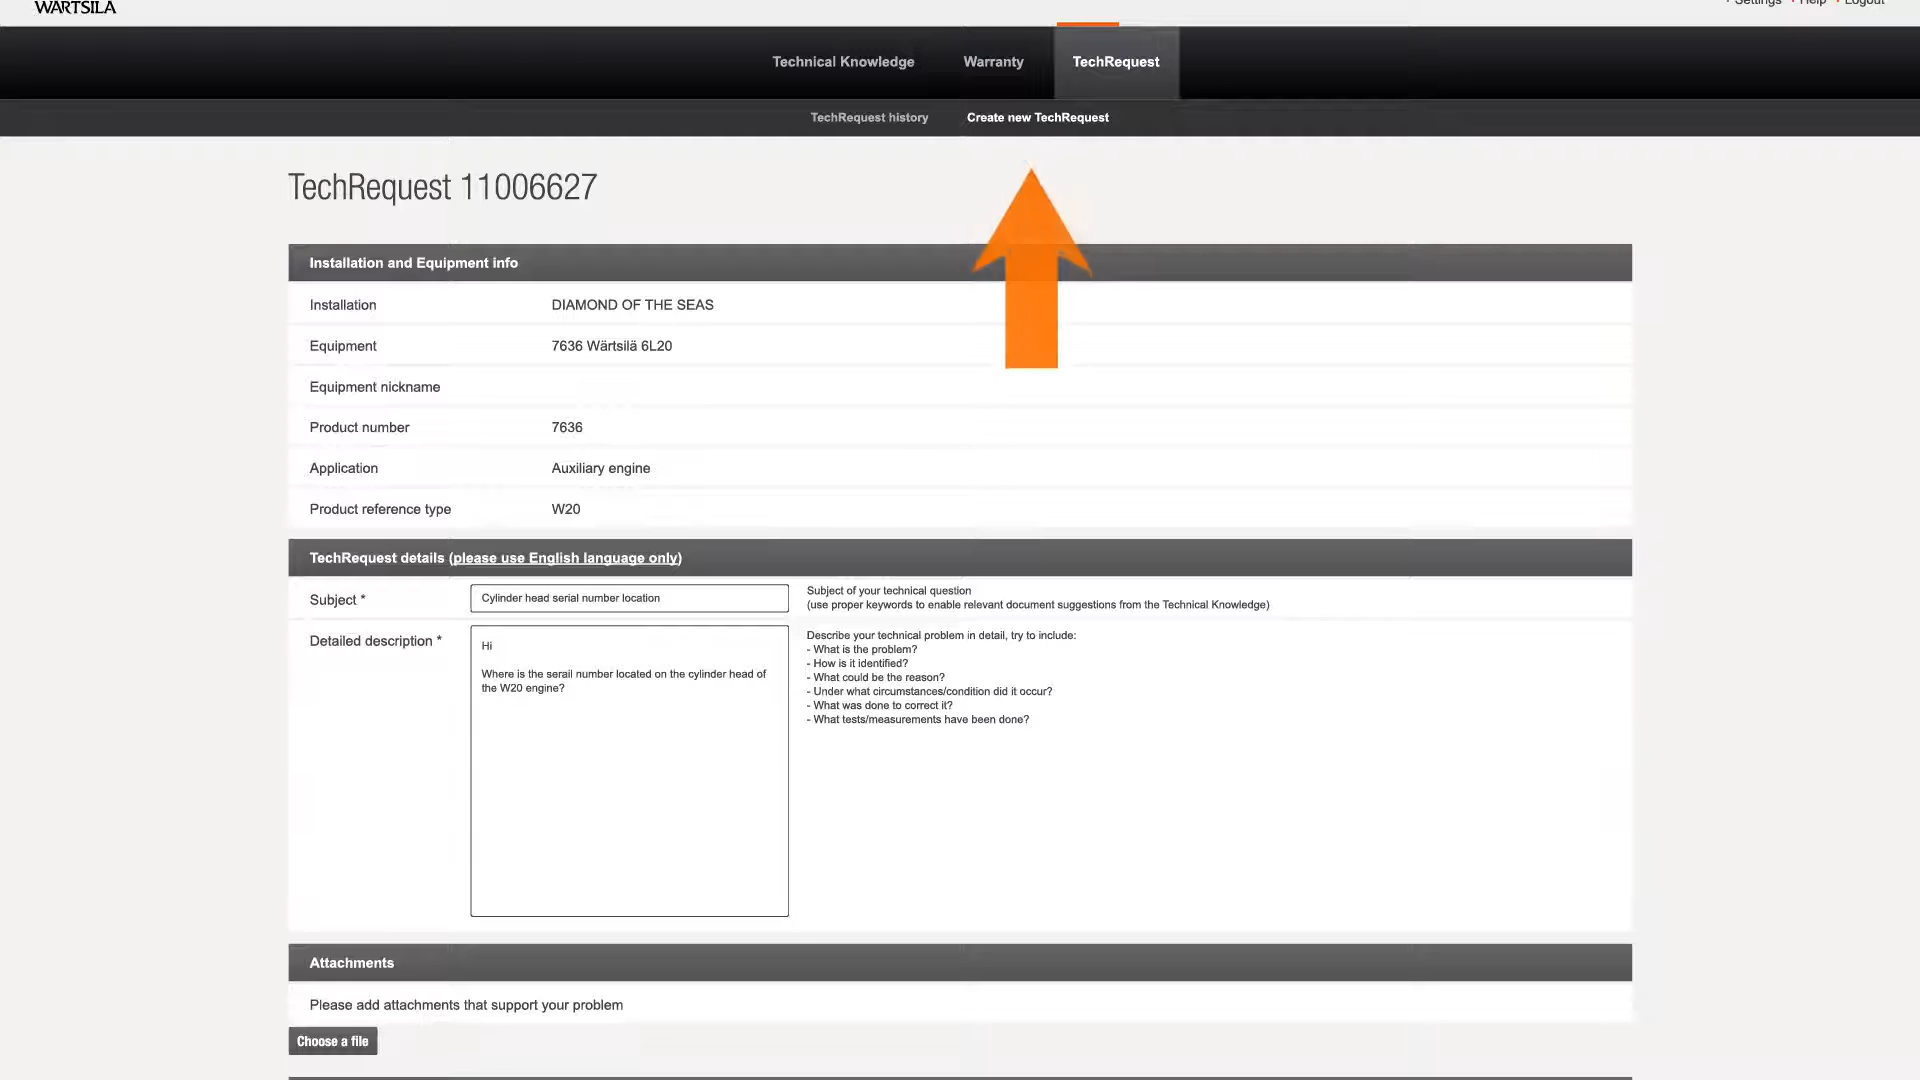 WÄRTSILÄ
Settings Help Logout
Technical Knowledge Warranty TechRequest
TechRequest history Create new TechRequest
TechRequest 11006627
Installation and Equipment info
Installation DIAMOND OF THE SEAS
Equipment 7636 Wärtsilä 6L20
Equipment nickname
Product number 7636
Application Auxiliary engine
Product reference type W20
TechRequest details (please use English language only)
Subject * Cylinder head serial number location
Subject of your technical question
(use proper keywords to enable relevant document suggestions from the Technical Knowledge)
Detailed description *
Hi
Where is the serail number located on the cylinder head of
the W20 engine?
Describe your technical problem in detail, try to include:
- What is the problem?
- How is it identified?
- What could be the reason?
- Under what circumstances/condition did it occur?
- What was done to correct it?
- What tests/measurements have been done?
Attachments
Please add attachments that support your problem
Choose a file